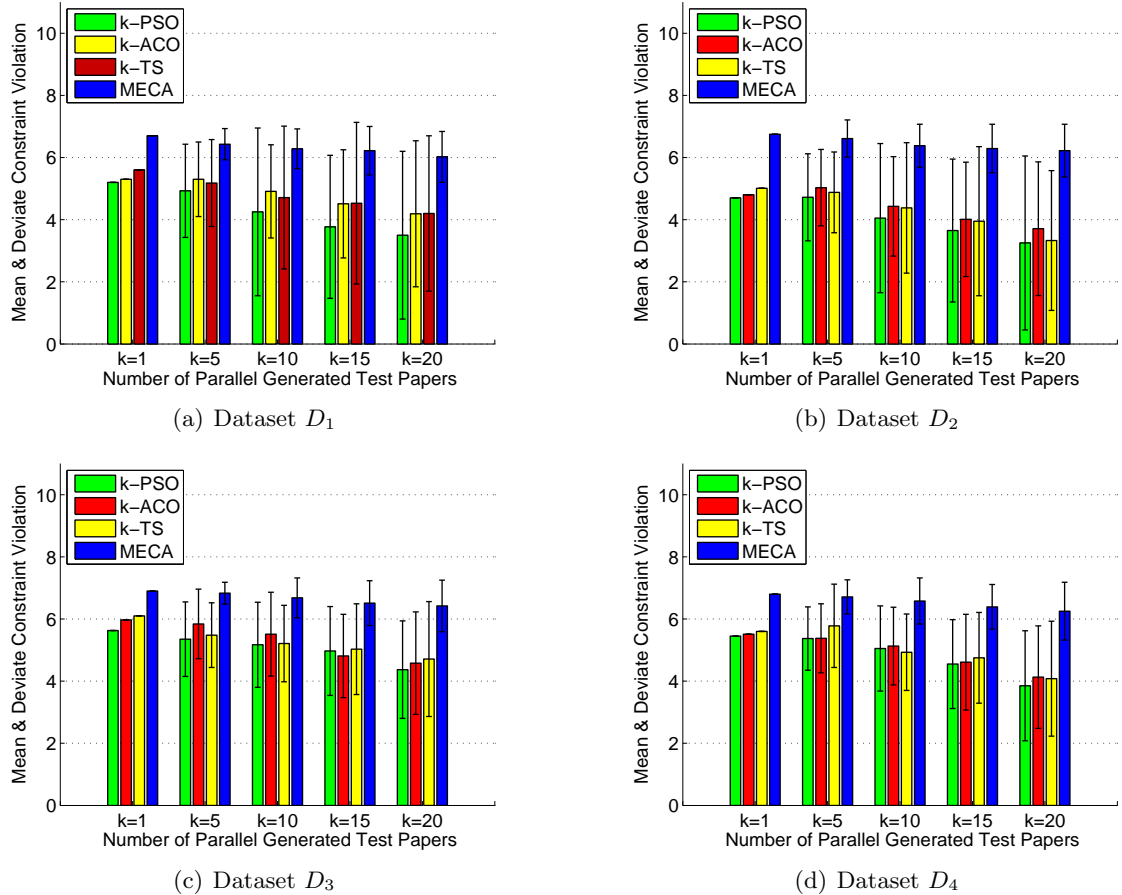 Mean & Deviate Constraint Violation
10
8
6
4
2
0
k−PSO
k−ACO
k−TS
MECA
k=1 k=5 k=10 k=15 k=20
Number of Parallel Generated Test Papers
(a) Dataset D1
Mean & Deviate Constraint Violation
10
8
6
4
2
0
k−PSO
k−ACO
k−TS
MECA
k=1 k=5 k=10 k=15 k=20
Number of Parallel Generated Test Papers
(b) Dataset D2
Mean & Deviate Constraint Violation
10
8
6
4
2
0
k−PSO
k−ACO
k−TS
MECA
k=1 k=5 k=10 k=15 k=20
Number of Parallel Generated Test Papers
(c) Dataset D3
Mean & Deviate Constraint Violation
10
8
6
4
2
0
k−PSO
k−ACO
k−TS
MECA
k=1 k=5 k=10 k=15 k=20
Number of Parallel Generated Test Papers
(d) Dataset D4